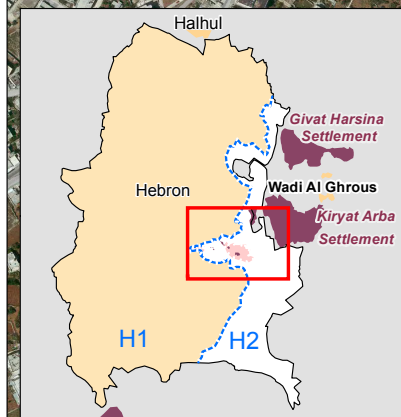 Halhul
Givat Harsina
Settlement
Wadi Al Ghrous
Hebron
Kiryat Arba
Settlement
H1
H2